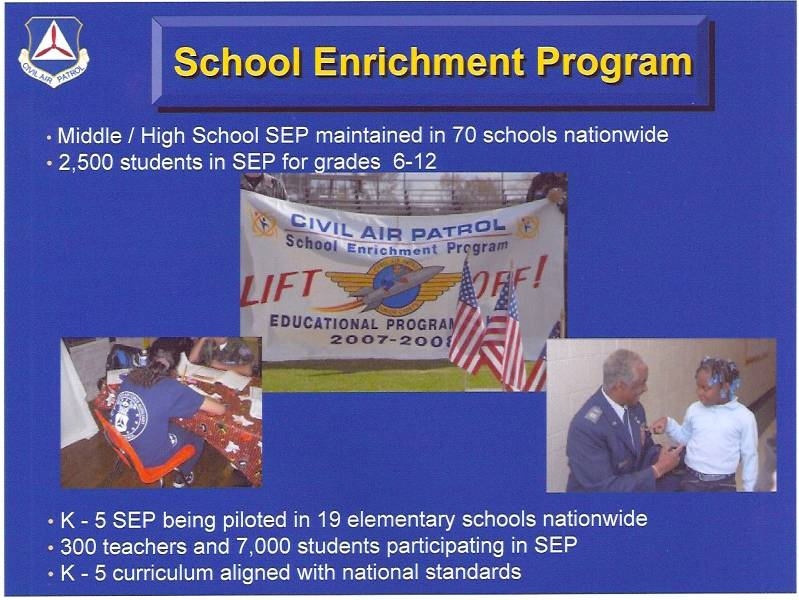 CIVIL AIR PATROL
School Enrichment Program
• Middle / High School SEP maintained in 70 schools nationwide
• 2,500 students in SEP for grades 6-12
CIVIL AIR PATROL
School Enrichment Program
LIFT OFF!
EDUCATIONAL PROGRAM
2007-2008
• K - 5 SEP being piloted in 19 elementary schools nationwide
• 300 teachers and 7,000 students participating in SEP
• K - 5 curriculum aligned with national standards